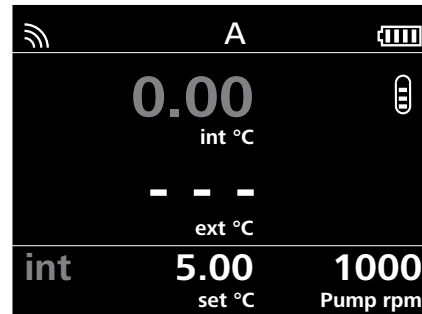 A
0.00
int °C
- - -
ext °C
int 5.00 1000
set °C Pump rpm